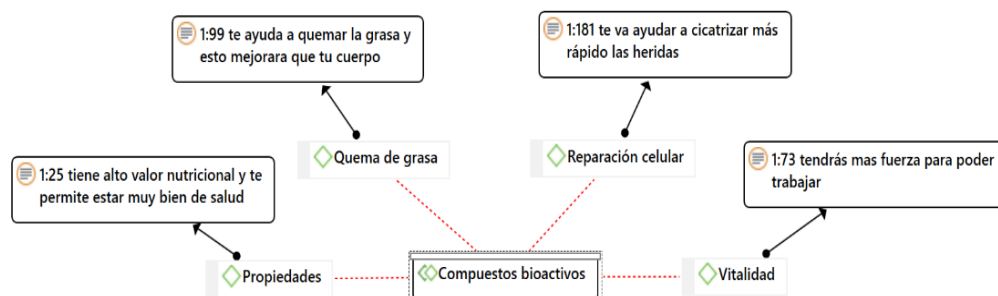 1:99 te ayuda a quemar la grasa y
esto mejorara que tu cuerpo
1:181 te va ayudar a cicatrizar más
rápido las heridas
Quema de grasa
Reparación celular
1:25 tiene alto valor nutricional y te
permite estar muy bien de salud
1:73 tendrás mas fuerza para poder
trabajar
Propiedades
Compuestos bioactivos
Vitalidad